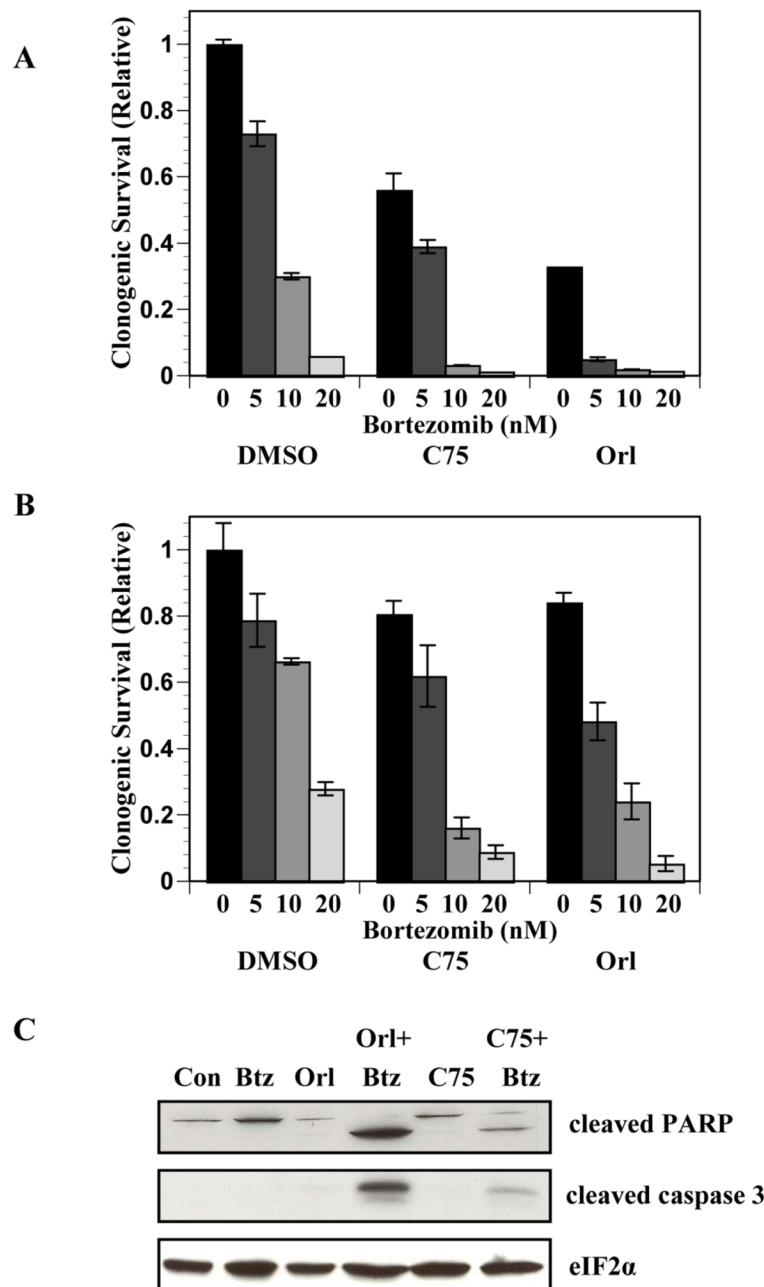 A
Clonogenic Survival (Relative)
1
0.8
0.6
0.4
0.2
0
0 5 10 20 0 5 10 20 0 5 10 20
Bortezomib (nM)
DMSO C75 Orl
B
Clonogenic Survival (Relative)
1
0.8
0.6
0.4
0.2
0
0 5 10 20 0 5 10 20 0 5 10 20
Bortezomib (nM)
DMSO C75 Orl
C
Orl+ C75+
Con Btz Orl Btz C75 Btz
cleaved PARP
cleaved caspase 3
eIF2α